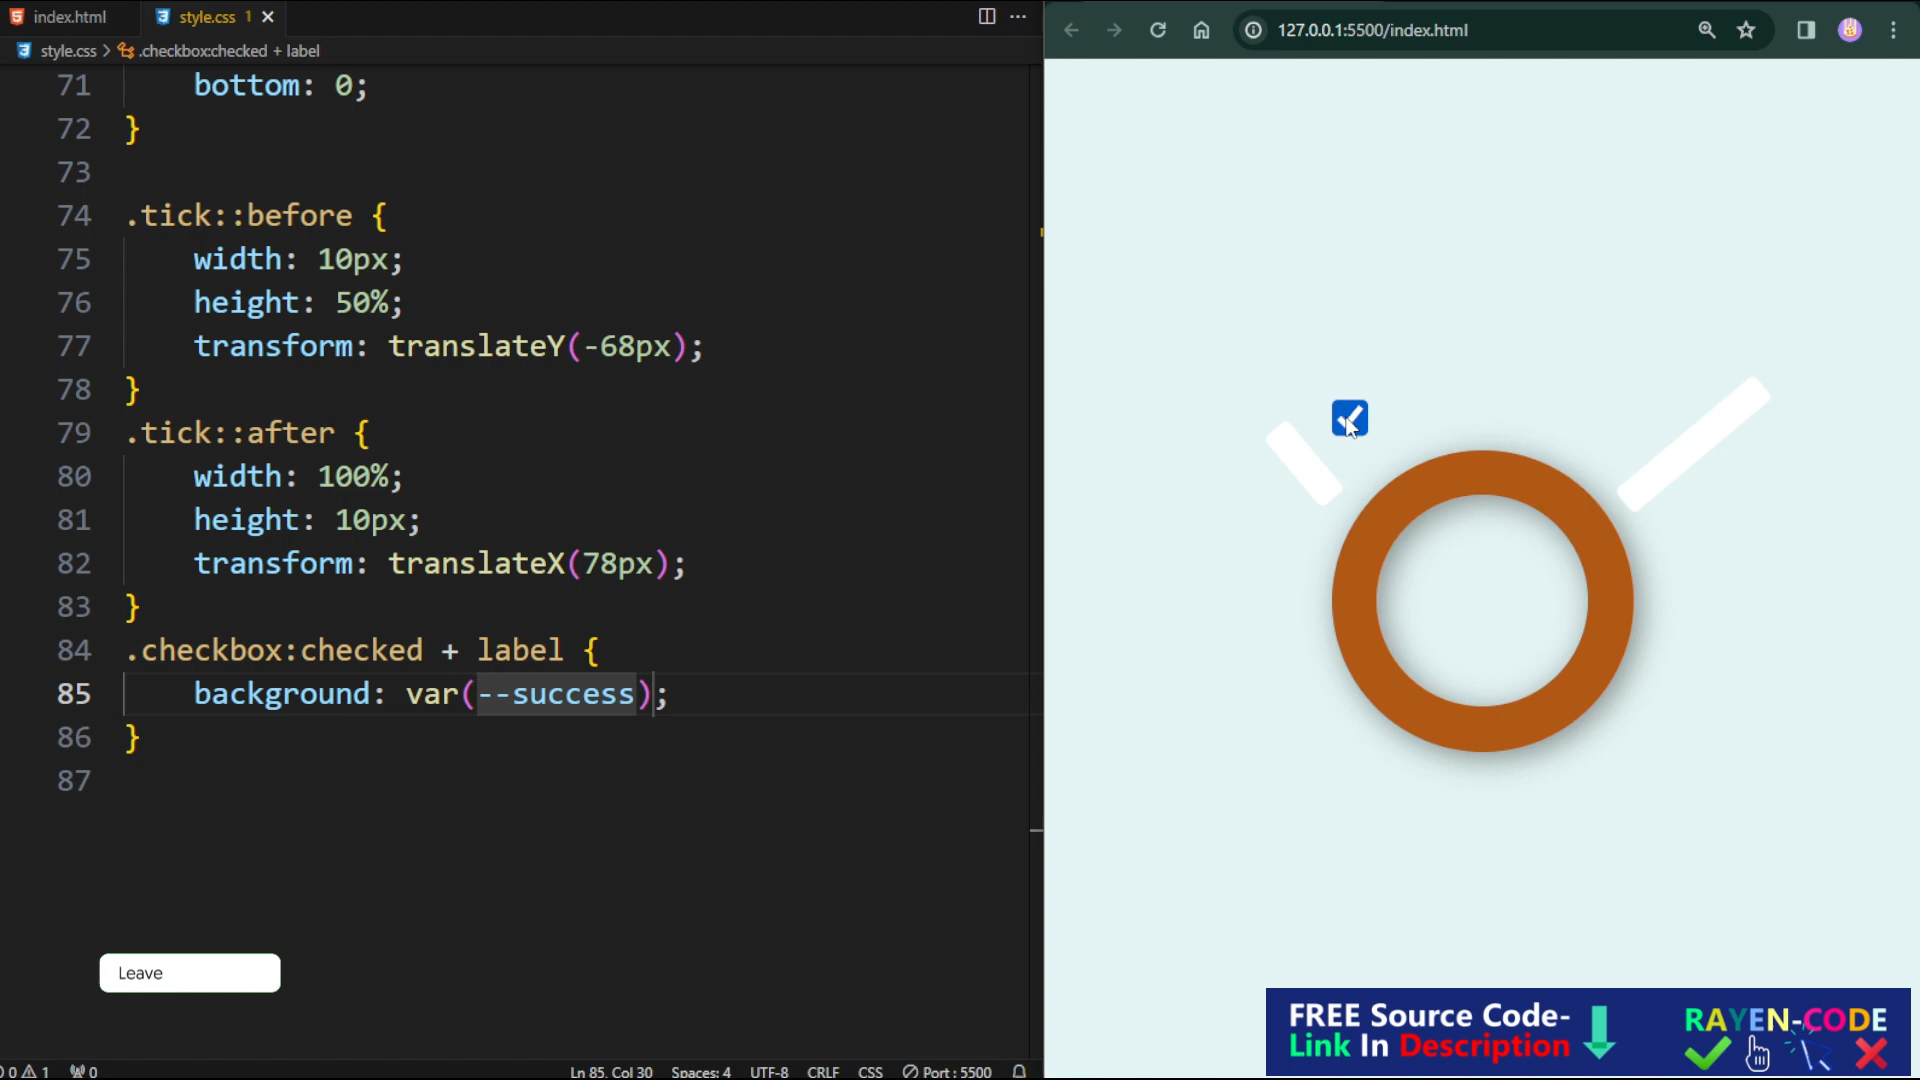 index.html
style.css 1
style.css > .checkbox:checked + label
71 bottom: 0;
72 }
73
74 .tick::before {
75 width: 10px;
76 height: 50%;
77 transform: translateY(-68px);
78 }
79 .tick::after {
80 width: 100%;
81 height: 10px;
82 transform: translateX(78px);
83 }
84 .checkbox:checked + label {
85 background: var(--success);
86 }
87
Leave
0 1 0 Ln 85, Col 30 Spaces: 4 UTF-8 CRLF CSS Port : 5500
127.0.0.1:5500/index.html
FREE Source Code-
Link In Description
RAYEN-CODE